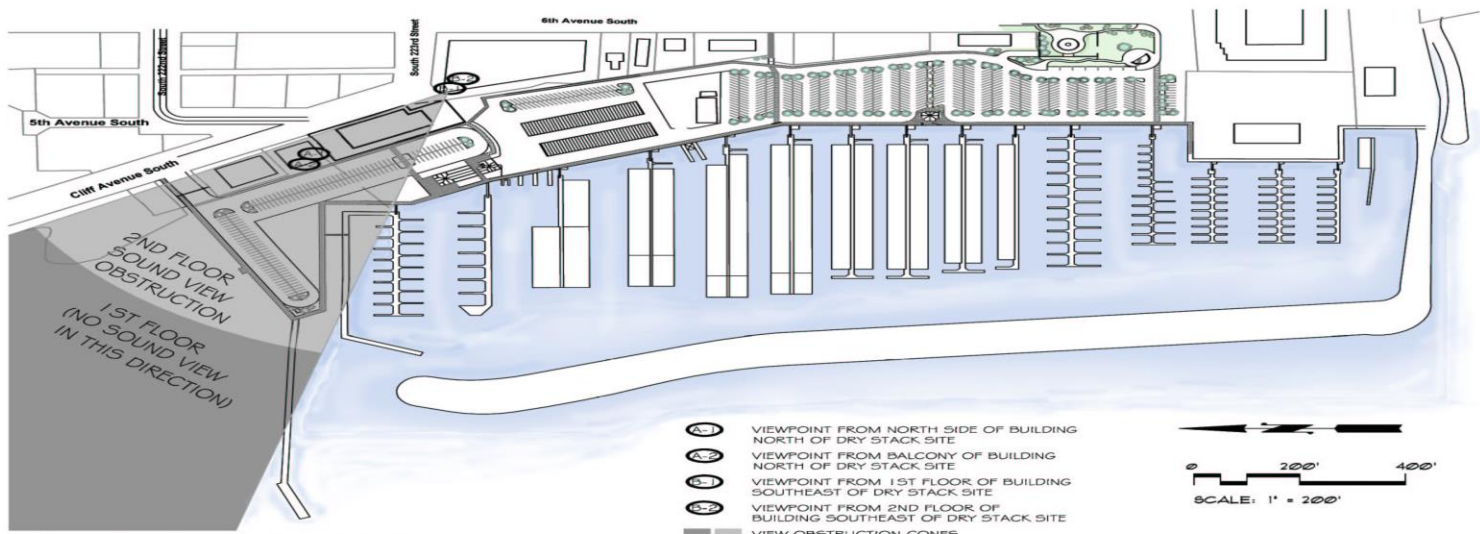 6th Avenue South
South 222nd Street
South 223rd Street
5th Avenue South
Cliff Avenue South
2ND FLOOR
SOUND VIEW
OBSTRUCTION
1ST FLOOR
(NO SOUND VIEW
IN THIS DIRECTION)
A-1 VIEWPOINT FROM NORTH SIDE OF BUILDING
NORTH OF DRY STACK SITE
A-2 VIEWPOINT FROM BALCONY OF BUILDING
NORTH OF DRY STACK SITE
B-1 VIEWPOINT FROM 1ST FLOOR OF BUILDING
SOUTHEAST OF DRY STACK SITE
B-2 VIEWPOINT FROM 2ND FLOOR OF
BUILDING SOUTHEAST OF DRY STACK SITE
VIEW OBSTRUCTION CONES
N
0 200' 400'
SCALE: 1" = 200'